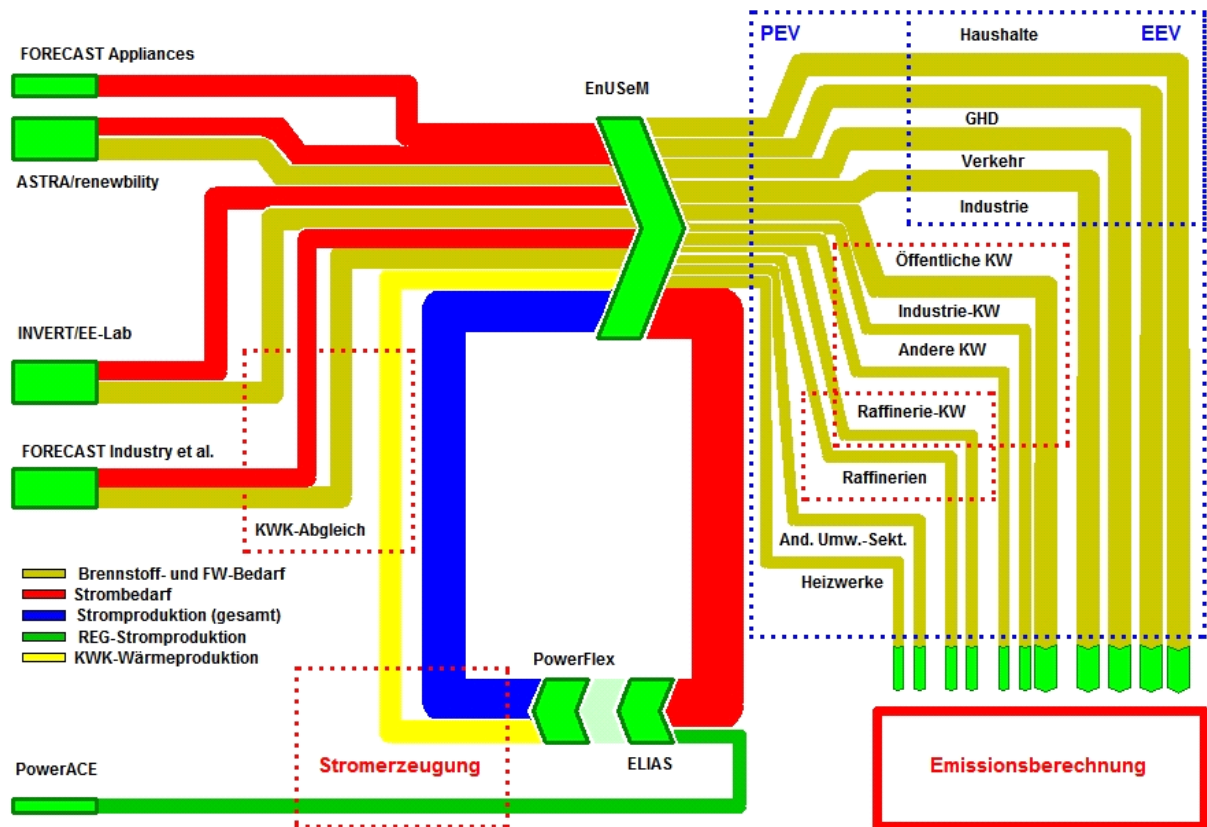 FORECAST Appliances
ASTRA/renewbility
INVERT/EE-Lab
FORECAST Industry et al.
KWK-Abgleich
Brennstoff- und FW-Bedarf
Strombedarf
Stromproduktion (gesamt)
REG-Stromproduktion
KWK-Wärmeproduktion
PowerACE
Stromerzeugung
EnUSeM
PowerFlex
ELIAS
PEV
EEV
Haushalte
GHD
Verkehr
Industrie
Öffentliche KW
Industrie-KW
Andere KW
Raffinerie-KW
Raffinerien
And. Umw.-Sekt.
Heizwerke
Emissionsberechnung